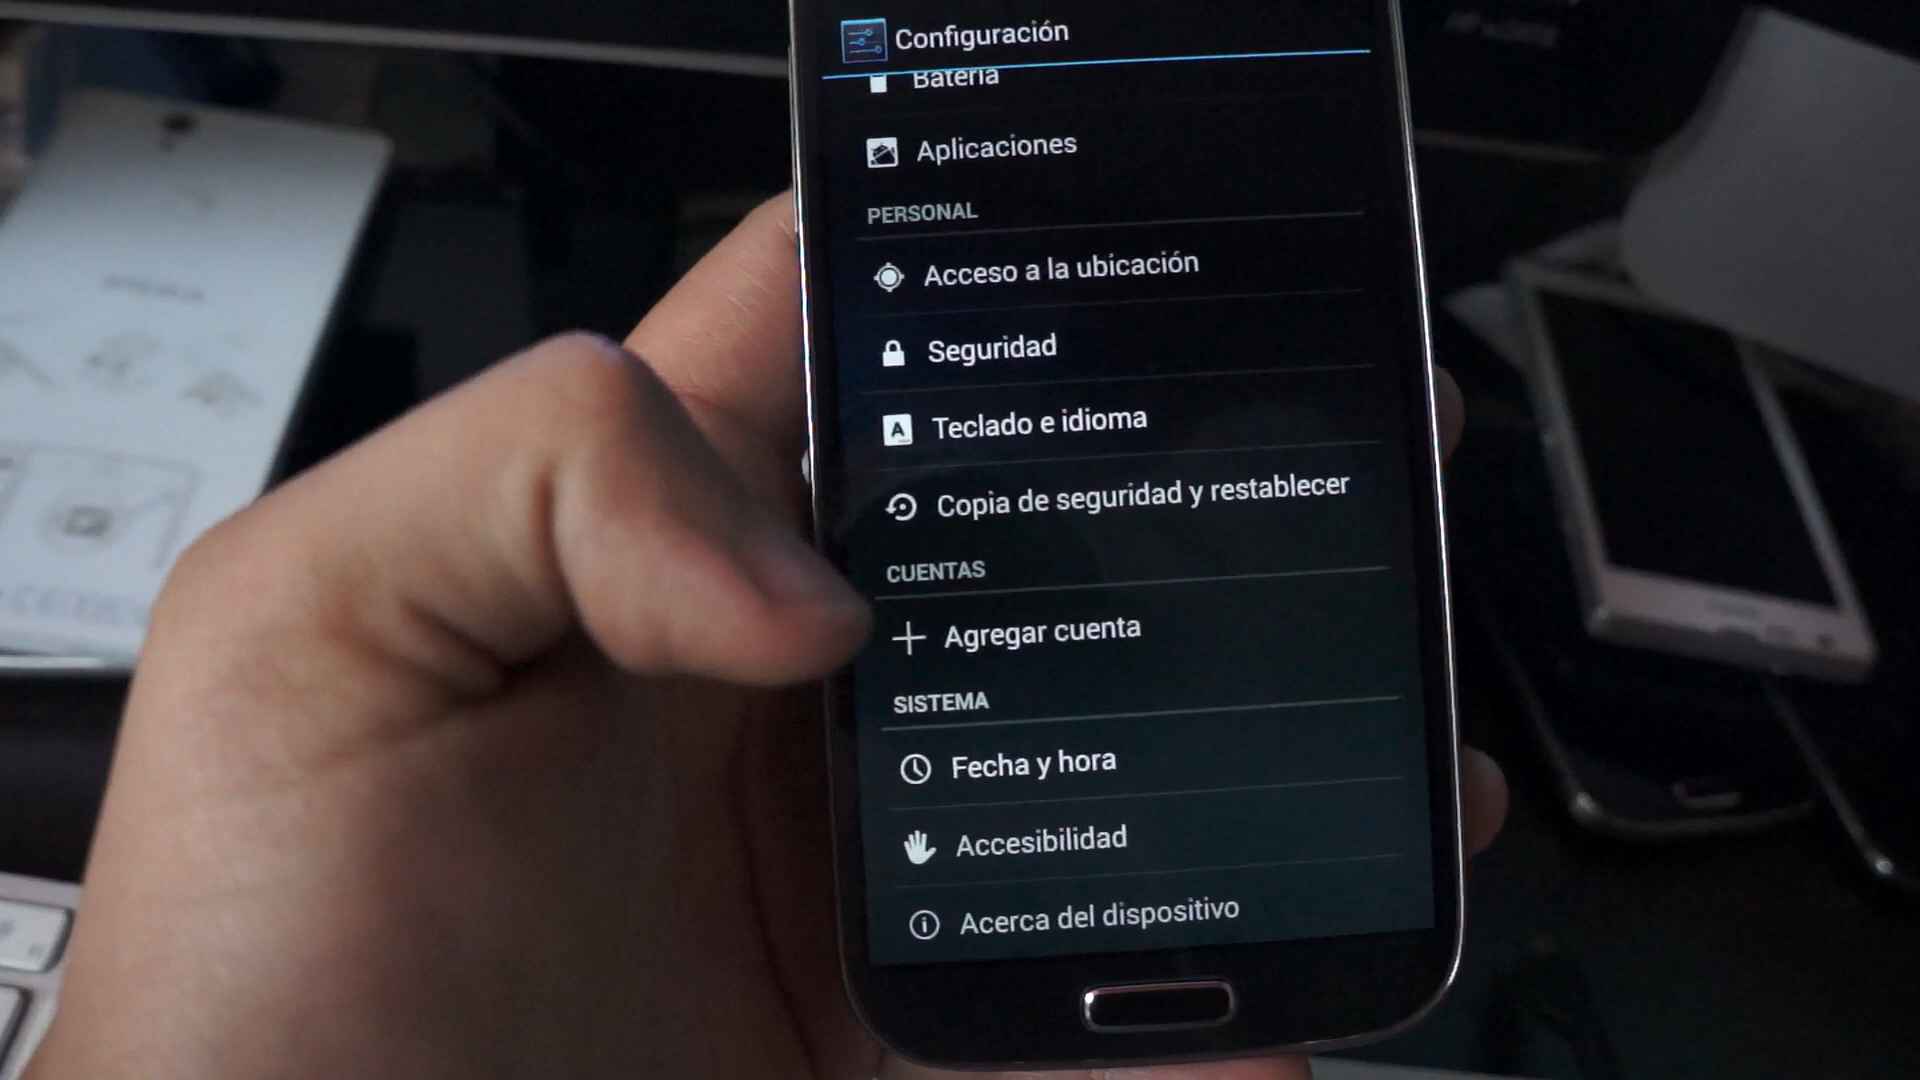 Configuración
Batería
Aplicaciones
PERSONAL
Acceso a la ubicación
Seguridad
Teclado e idioma
Copia de seguridad y restablecer
CUENTAS
Agregar cuenta
SISTEMA
Fecha y hora
Accesibilidad
Acerca del dispositivo